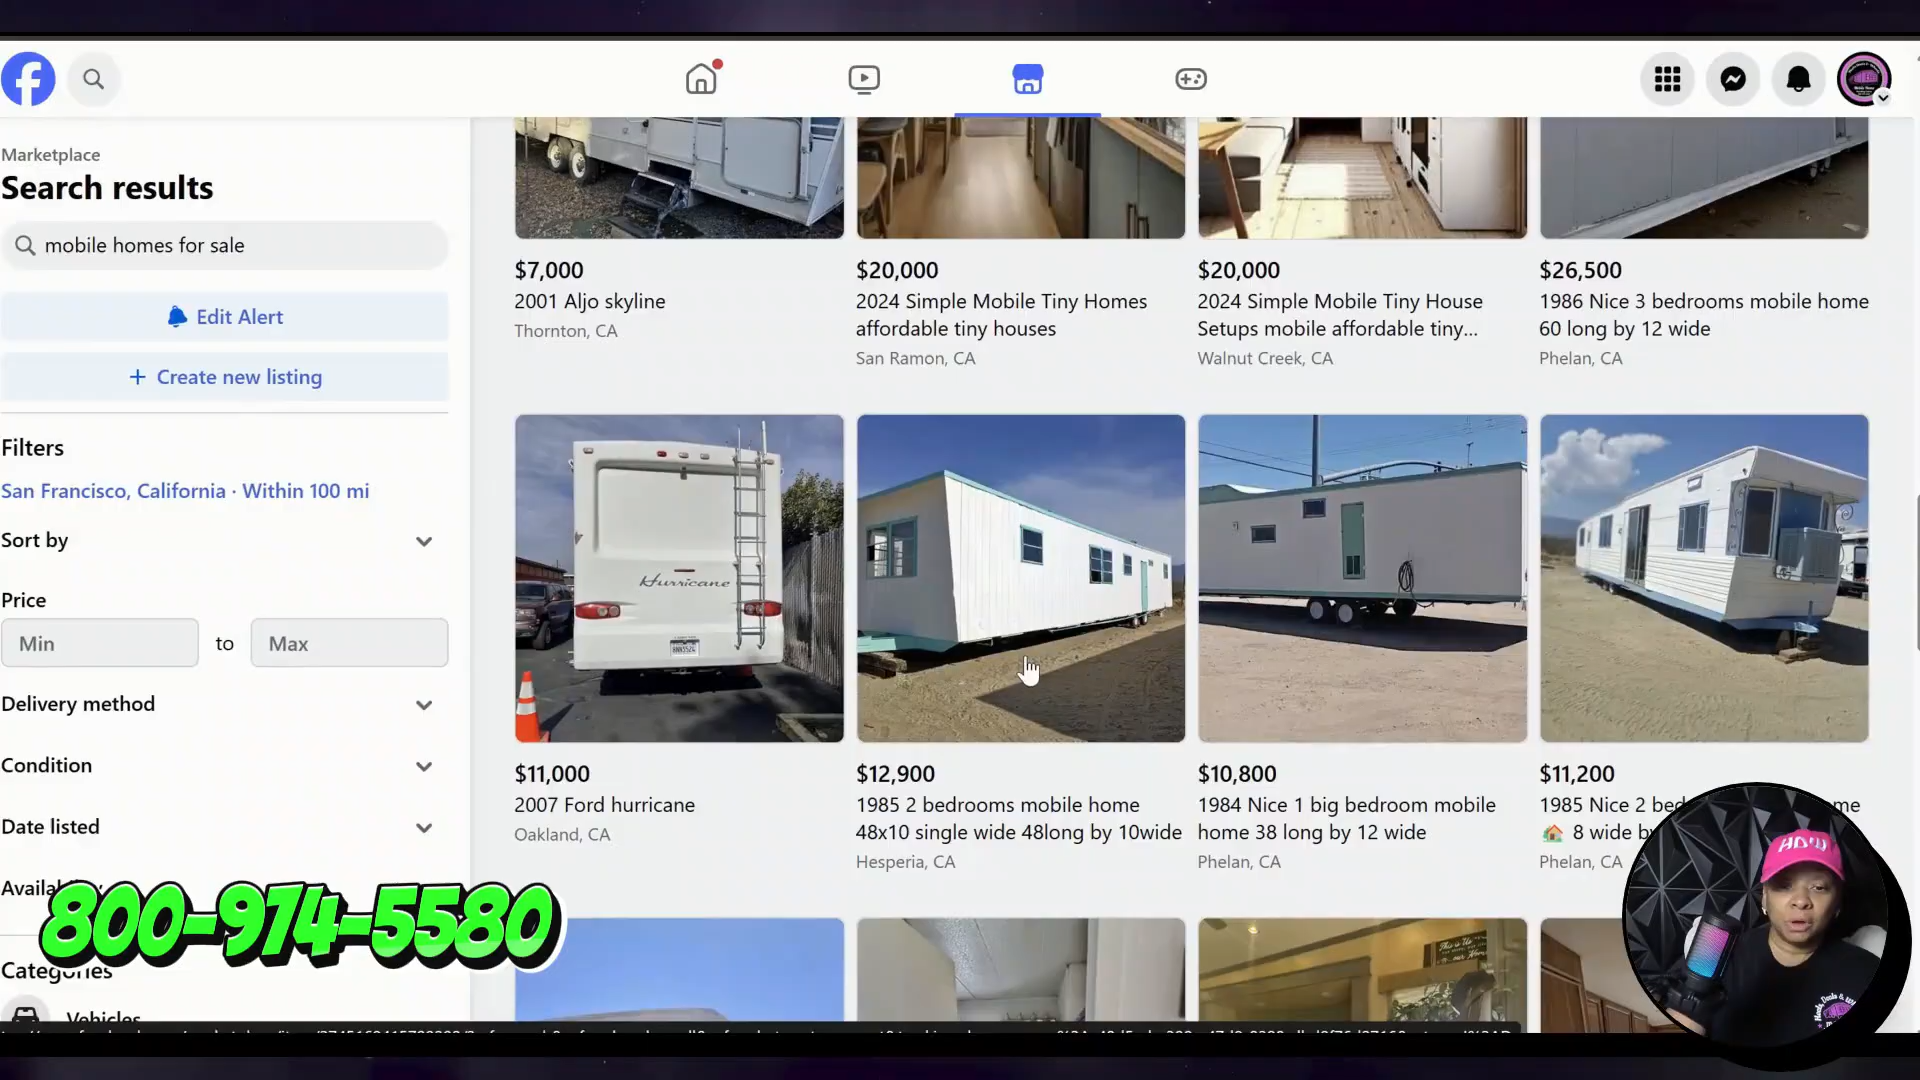 Marketplace
Search results
mobile homes for sale
Edit Alert
+ Create new listing
Filters
San Francisco, California · Within 100 mi
Sort by
Price
Min to Max
Delivery method
Condition
Date listed
Categories
Vehicles
800-974-5580
$7,000
2001 Aljo skyline
Thornton, CA
$20,000
2024 Simple Mobile Tiny Homes
affordable tiny houses
San Ramon, CA
$20,000
2024 Simple Mobile Tiny House
Setups mobile affordable tiny...
Walnut Creek, CA
$26,500
1986 Nice 3 bedrooms mobile home
60 long by 12 wide
Phelan, CA
Hurricane
$11,000
2007 Ford hurricane
Oakland, CA
$12,900
1985 2 bedrooms mobile home
48x10 single wide 48long by 10wide
Hesperia, CA
$10,800
1984 Nice 1 big bedroom mobile
home 38 long by 12 wide
Phelan, CA
$11,200
1985 Nice 2
8 wide
Phelan, CA
This is Us
HDW